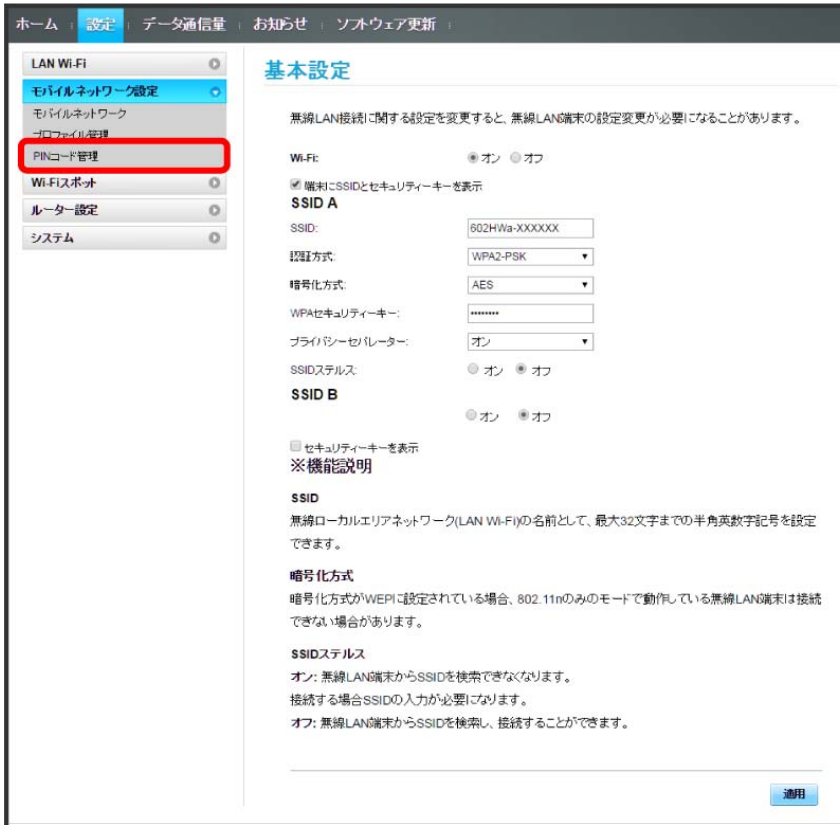 ホーム 設定 データ通信量 お知らせ ソフトウェア更新
LAN Wi-Fi
モバイルネットワーク設定
モバイルネットワーク
プロファイル管理
PINコード管理
Wi-Fiスポット
ルーター設定
システム
基本設定
無線LAN接続に関する設定を変更すると、無線LAN端末の設定変更が必要になることがあります。
Wi-Fi: オン オフ
端末にSSIDとセキュリティーキーを表示
SSID A
SSID: 602HWa-XXXXXX
認証方式: WPA2-PSK
暗号化方式: AES
WPAセキュリティーキー: ••••••••
プライバシーセパレーター: オン
SSIDステルス: オン オフ
SSID B
オン オフ
セキュリティーキーを表示
※機能説明
SSID
無線ローカルエリアネットワーク(LAN Wi-Fi)の名前として、最大32文字までの半角英数字記号を設定
できます。
暗号化方式
暗号化方式がWEPに設定されている場合、802.11nのみのモードで動作している無線LAN端末は接続
できない場合があります。
SSIDステルス
オン: 無線LAN端末からSSIDを検索できなくなります。
接続する場合SSIDの入力が必要になります。
オフ: 無線LAN端末からSSIDを検索し、接続することができます。
適用